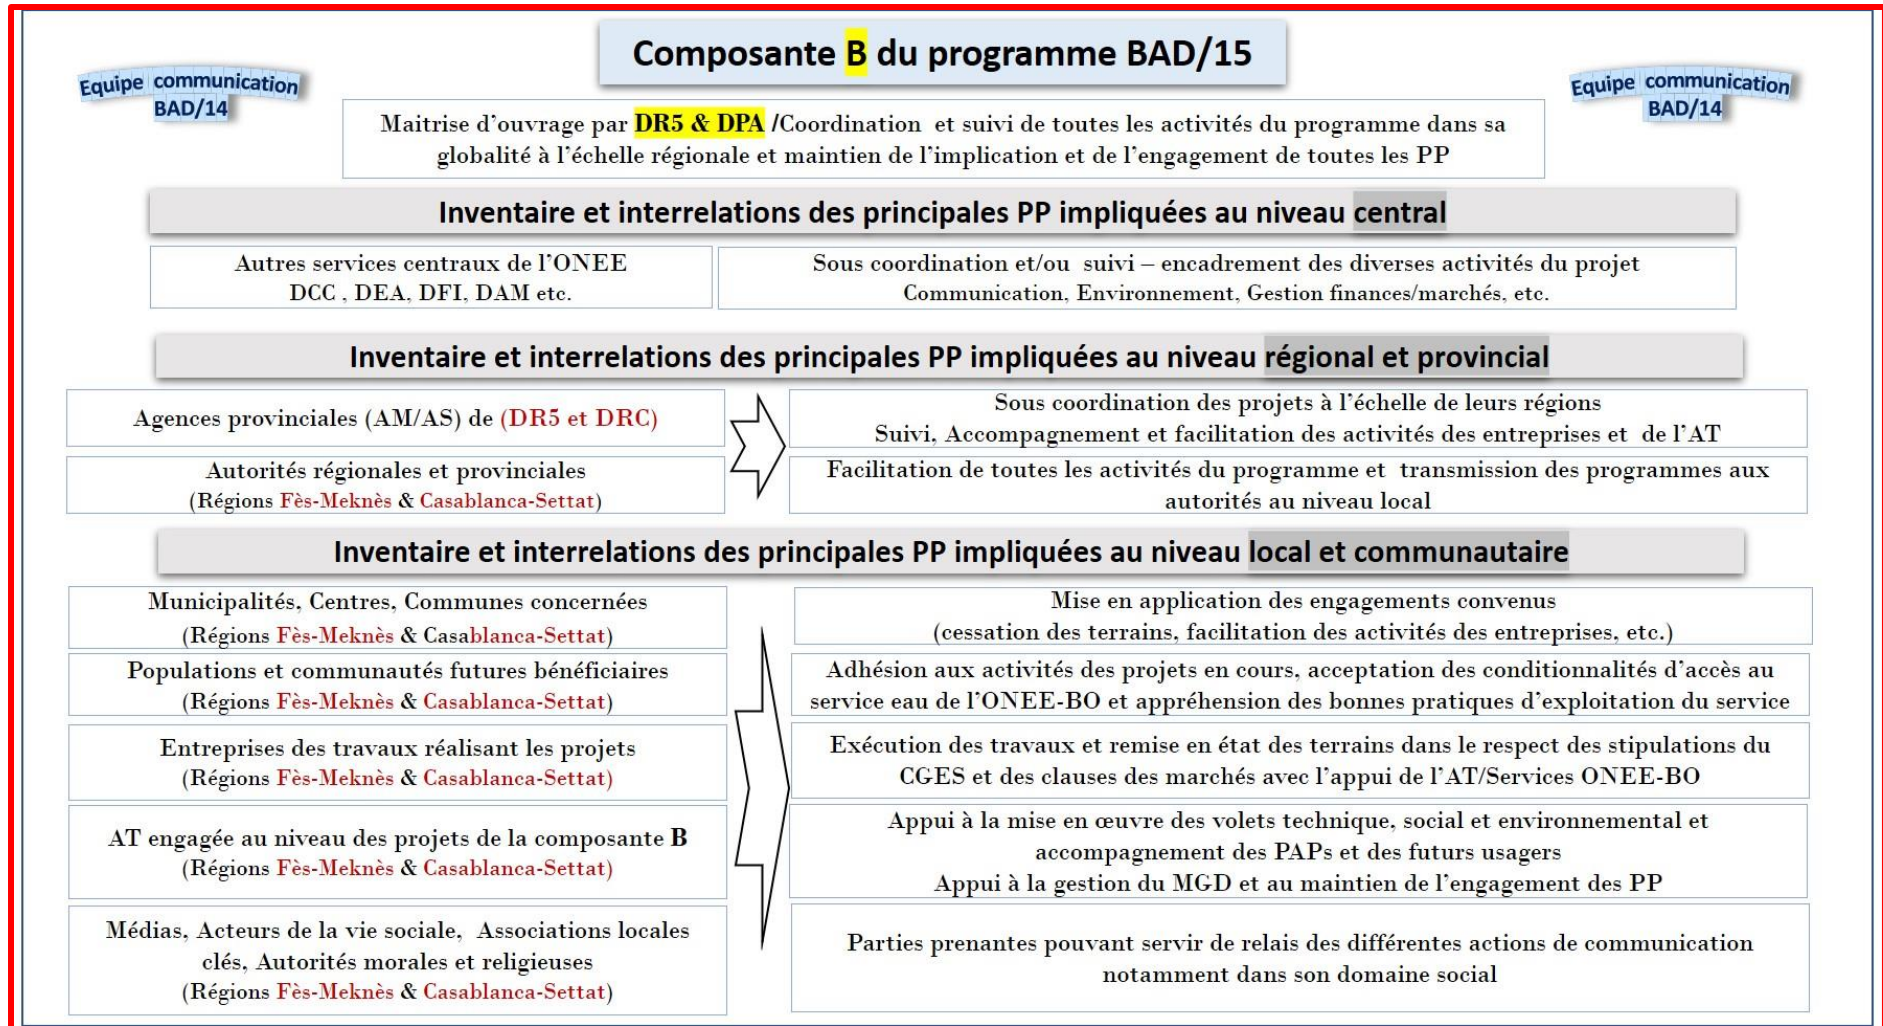 Composante B du programme BAD/15
Equipe communication
BAD/14
Equipe communication
BAD/14
Maitrise d'ouvrage par DR5 & DPA /Coordination et suivi de toutes les activités du programme dans sa
globalité à l'échelle régionale et maintien de l'implication et de l'engagement de toutes les PP
Inventaire et interrelations des principales PP impliquées au niveau central
Autres services centraux de l'ONEE
DCC , DEA, DFI, DAM etc.
Sous coordination et/ou suivi – encadrement des diverses activités du projet
Communication, Environnement, Gestion finances/marchés, etc.
Inventaire et interrelations des principales PP impliquées au niveau régional et provincial
Agences provinciales (AM/AS) de (DR5 et DRC)
Sous coordination des projets à l'échelle de leurs régions
Suivi, Accompagnement et facilitation des activités des entreprises et de l'AT
Autorités régionales et provinciales
(Régions Fès-Meknès & Casablanca-Settat)
Facilitation de toutes les activités du programme et transmission des programmes aux
autorités au niveau local
Inventaire et interrelations des principales PP impliquées au niveau local et communautaire
Municipalités, Centres, Communes concernées
(Régions Fès-Meknès & Casablanca-Settat)
Mise en application des engagements convenus
(cessation des terrains, facilitation des activités des entreprises, etc.)
Populations et communautés futures bénéficiaires
(Régions Fès-Meknès & Casablanca-Settat)
Adhésion aux activités des projets en cours, acceptation des conditionnalités d'accès au
service eau de l'ONEE-BO et appréhension des bonnes pratiques d'exploitation du service
Entreprises des travaux réalisant les projets
(Régions Fès-Meknès & Casablanca-Settat)
Exécution des travaux et remise en état des terrains dans le respect des stipulations du
CGES et des clauses des marchés avec l'appui de l'AT/Services ONEE-BO
AT engagée au niveau des projets de la composante B
(Régions Fès-Meknès & Casablanca-Settat)
Appui à la mise en œuvre des volets technique, social et environnemental et
accompagnement des PAPs et des futurs usagers
Appui à la gestion du MGD et au maintien de l'engagement des PP
Médias, Acteurs de la vie sociale, Associations locales
clés, Autorités morales et religieuses
(Régions Fès-Meknès & Casablanca-Settat)
Parties prenantes pouvant servir de relais des différentes actions de communication
notamment dans son domaine social